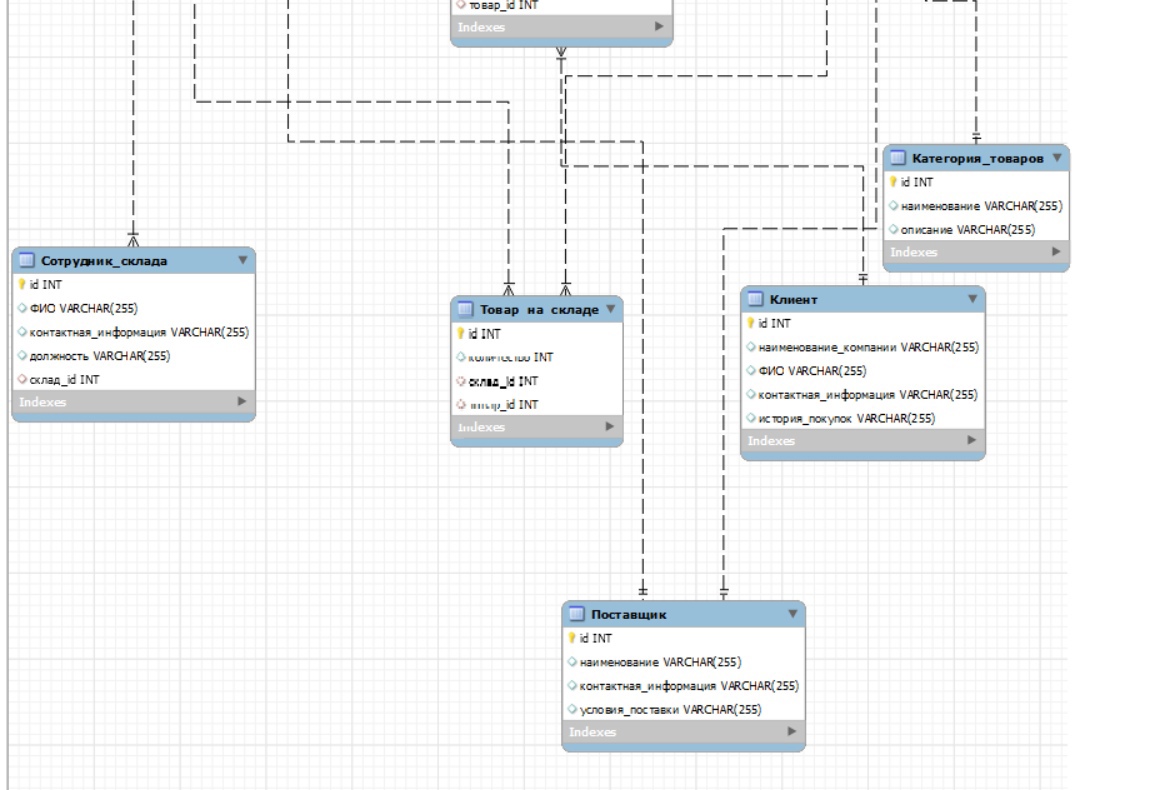 товар_id INT
Indexes
Категория_товаров
id INT
наименование VARCHAR(255)
описание VARCHAR(255)
Indexes
Сотрудник_склада
id INT
ФИО VARCHAR(255)
контактная_информация VARCHAR(255)
должность VARCHAR(255)
склад_id INT
Indexes
Товар на складе
id INT
количество INT
склад_id INT
товар_id INT
Indexes
Клиент
id INT
наименование_компании VARCHAR(255)
ФИО VARCHAR(255)
контактная_информация VARCHAR(255)
история_покупок VARCHAR(255)
Indexes
Поставщик
id INT
наименование VARCHAR(255)
контактная_информация VARCHAR(255)
условия_поставки VARCHAR(255)
Indexes